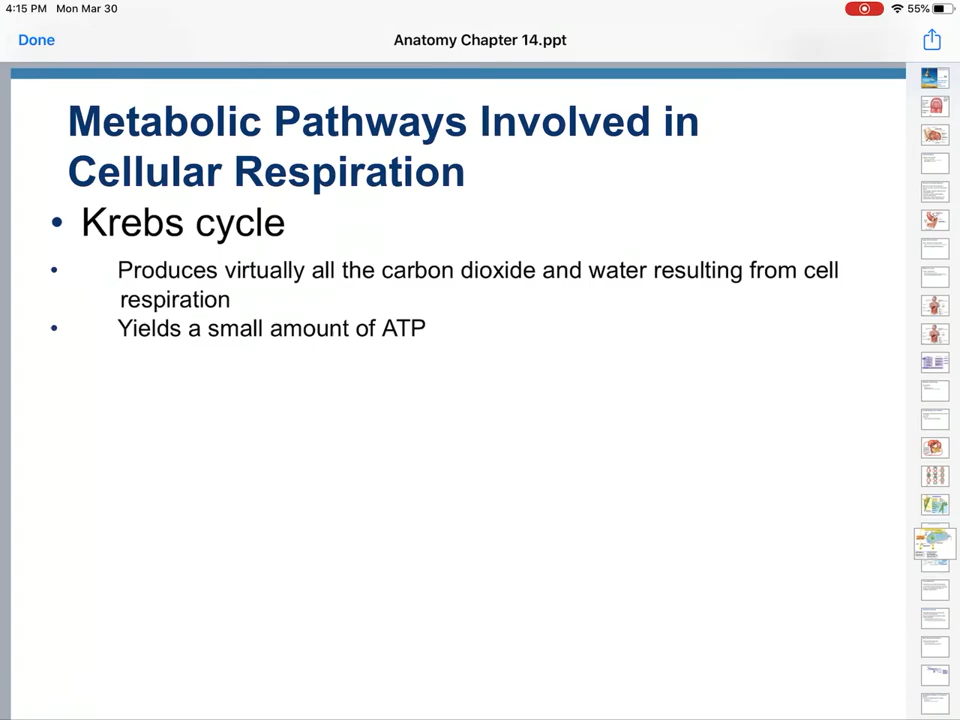 4:15 PM Mon Mar 30
55%
Done
Anatomy Chapter 14.ppt
Metabolic Pathways Involved in
Cellular Respiration
• Krebs cycle
• Produces virtually all the carbon dioxide and water resulting from cell
respiration
• Yields a small amount of ATP